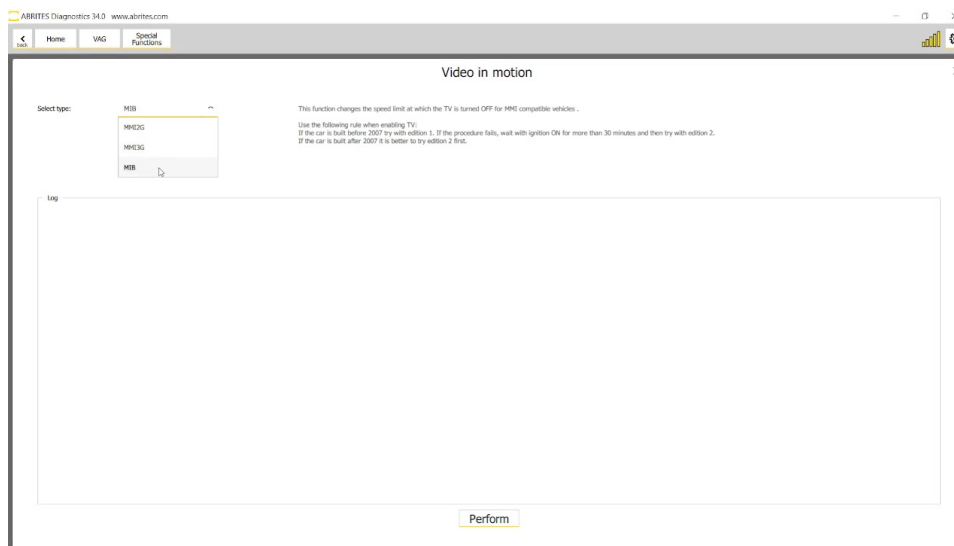 ABRITES Diagnostics 34.0 www.abrites.com
back
Home
VAG
Special
Functions
Video in motion
Select type:
MIB
MMI2G
MMI3G
MIB
This function changes the speed limit at which the TV is turned OFF for MMI compatible vehicles .
Use the following rule when enabling TV:
If the car is built before 2007 try with edition 1. If the procedure fails, wait with ignition ON for more than 30 minutes and then try with edition 2.
If the car is built after 2007 it is better to try edition 2 first.
Log
Perform